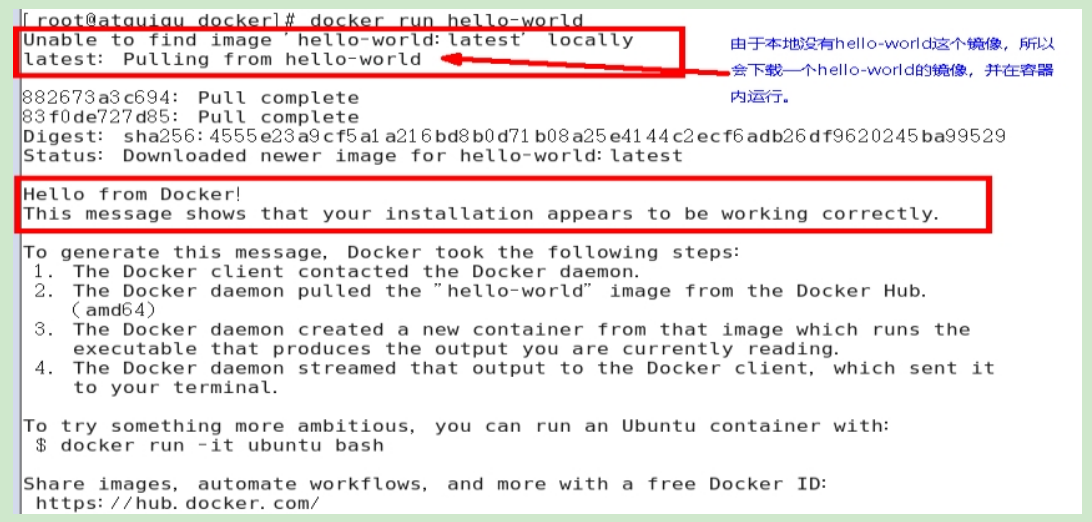 [ root@atguigu docker]# docker run hello-world
Unable to find image 'hello-world:latest' locally
latest: Pulling from hello-world
由于本地没有hello-world这个镜像，所以
会下载一个hello-world的镜像，并在容器
内运行。
882673a3c694: Pull complete
83f0de727d85: Pull complete
Digest: sha256:4555e23a9cf5a1a216bd8b0d71b08a25e4144c2ecf6adb26df9620245ba99529
Status: Downloaded newer image for hello-world:latest
Hello from Docker!
This message shows that your installation appears to be working correctly.
To generate this message, Docker took the following steps:
1. The Docker client contacted the Docker daemon.
2. The Docker daemon pulled the "hello-world" image from the Docker Hub.
(amd64)
3. The Docker daemon created a new container from that image which runs the
executable that produces the output you are currently reading.
4. The Docker daemon streamed that output to the Docker client, which sent it
to your terminal.
To try something more ambitious, you can run an Ubuntu container with:
$ docker run -it ubuntu bash
Share images, automate workflows, and more with a free Docker ID:
https://hub.docker.com/